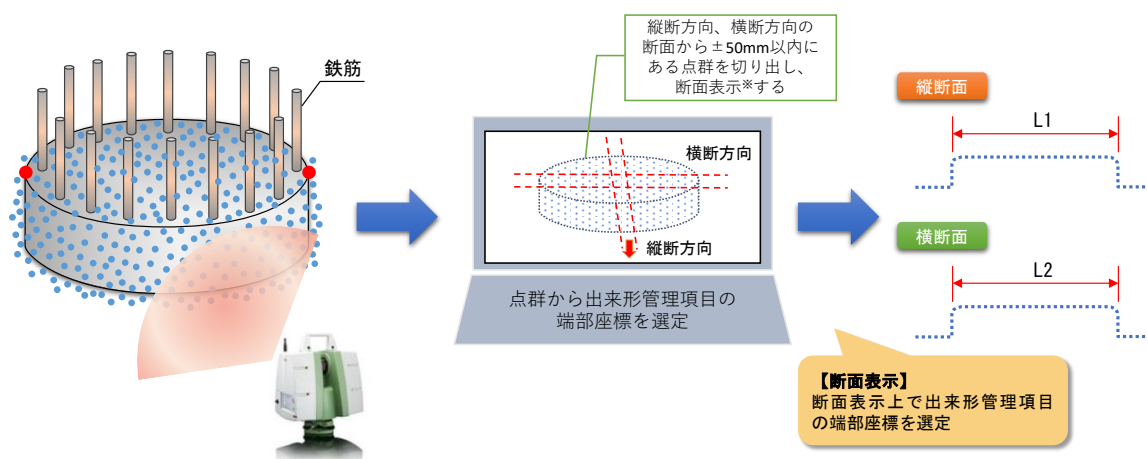 鉄筋
縦断方向、横断方向の
断面から±50mm以内に
ある点群を切り出し、
断面表示※する
横断方向
縦断方向
点群から出来形管理項目の
端部座標を選定
縦断面
L1
横断面
L2
【断面表示】
断面表示上で出来形管理項目
の端部座標を選定